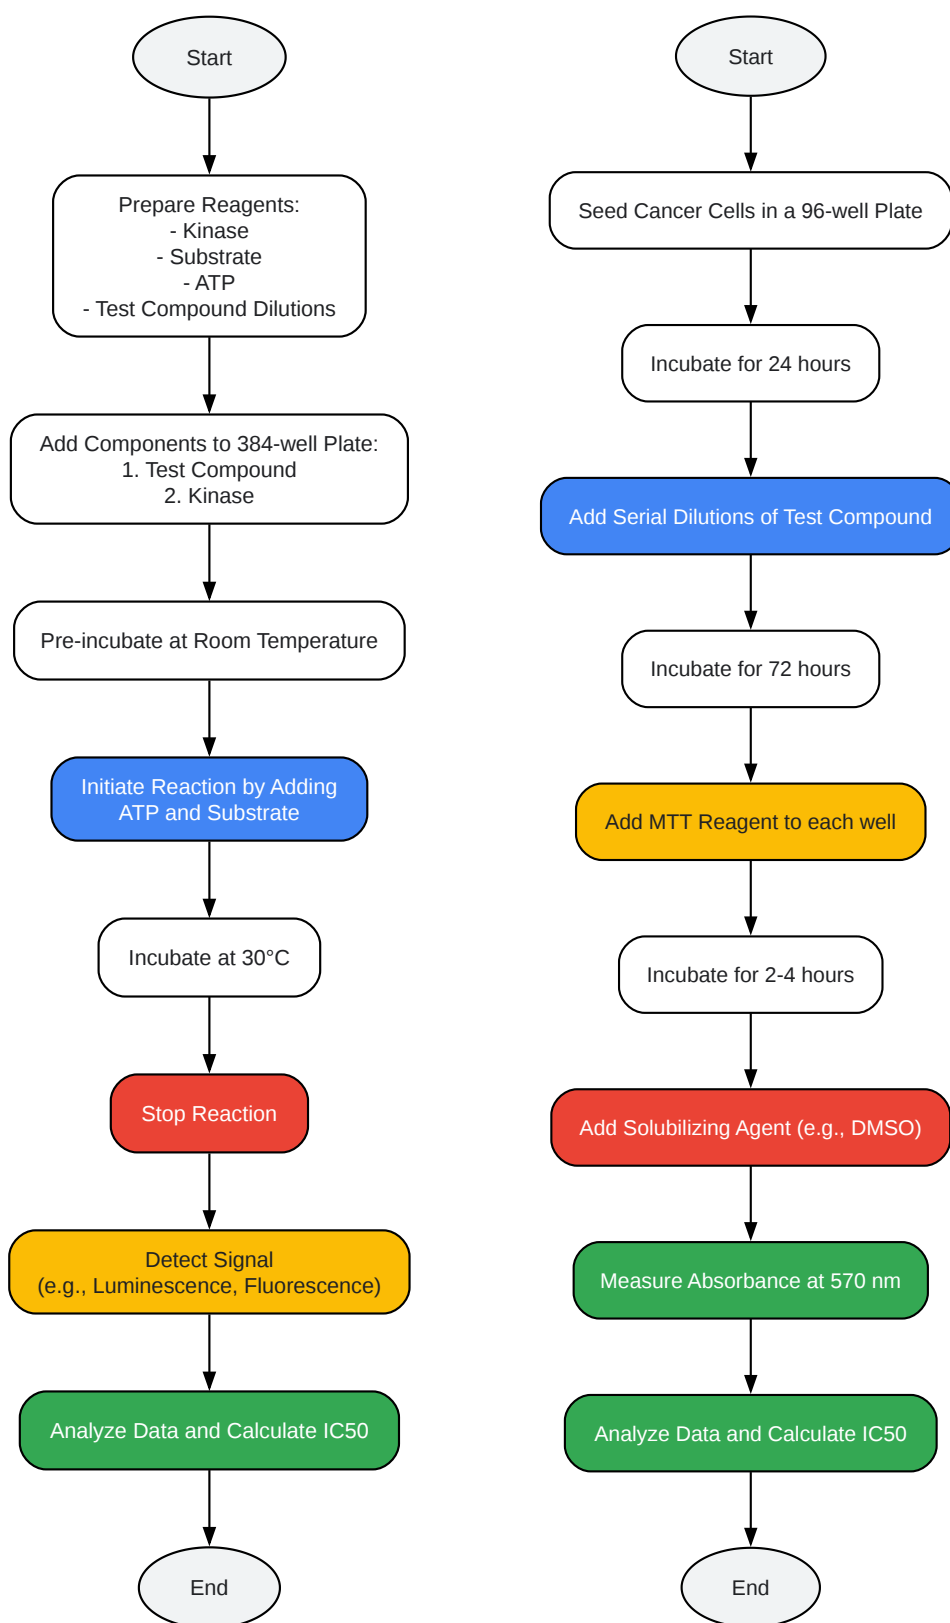 Start
Prepare Reagents:
- Kinase
- Substrate
- ATP
- Test Compound Dilutions
Add Components to 384-well Plate:
1. Test Compound
2. Kinase
Pre-incubate at Room Temperature
Initiate Reaction by Adding
ATP and Substrate
Incubate at 30°C
Stop Reaction
Detect Signal
(e.g., Luminescence, Fluorescence)
Analyze Data and Calculate IC50
End
Start
Seed Cancer Cells in a 96-well Plate
Incubate for 24 hours
Add Serial Dilutions of Test Compound
Incubate for 72 hours
Add MTT Reagent to each well
Incubate for 2-4 hours
Add Solubilizing Agent (e.g., DMSO)
Measure Absorbance at 570 nm
Analyze Data and Calculate IC50
End